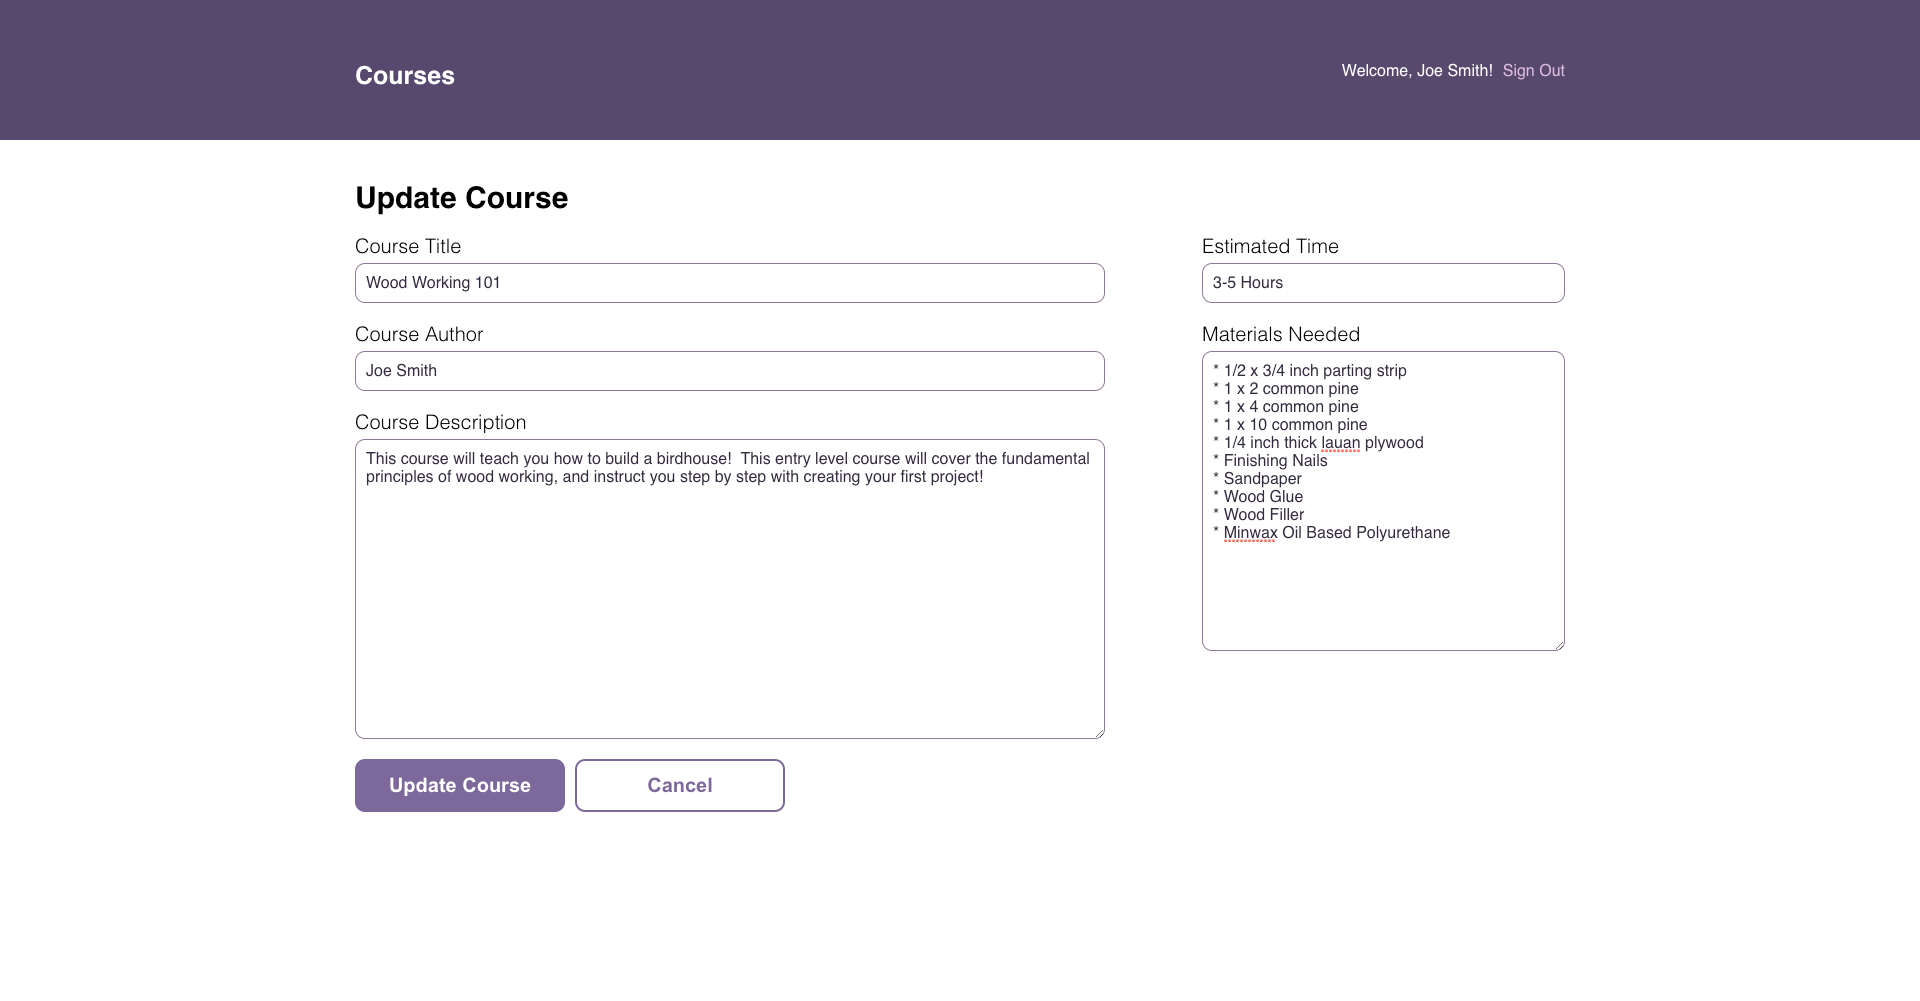 Courses
Welcome, Joe Smith! Sign Out
Update Course
Course Title
Wood Working 101
Course Author
Joe Smith
Course Description
This course will teach you how to build a birdhouse!  This entry level course will cover the fundamental
principles of wood working, and instruct you step by step with creating your first project!
Estimated Time
3-5 Hours
Materials Needed
* 1/2 x 3/4 inch parting strip
* 1 x 2 common pine
* 1 x 4 common pine
* 1 x 10 common pine
* 1/4 inch thick lauan plywood
* Finishing Nails
* Sandpaper
* Wood Glue
* Wood Filler
* Minwax Oil Based Polyurethane
Update Course
Cancel